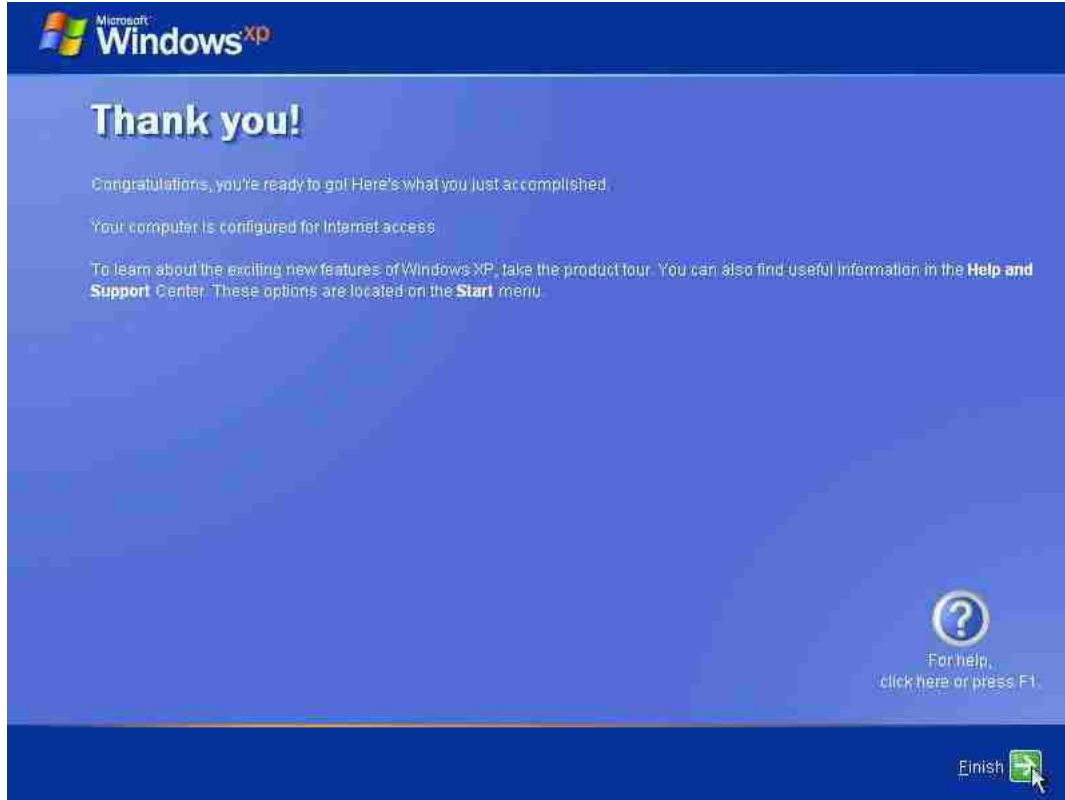 Microsoft
Windows xp
Thank you!
Congratulations, you're ready to go! Here's what you just accomplished.
Your computer is configured for Internet access.
To learn about the exciting new features of Windows XP, take the product tour. You can also find useful information in the Help and
Support Center. These options are located on the Start menu.
For help,
click here or press F1.
Finish